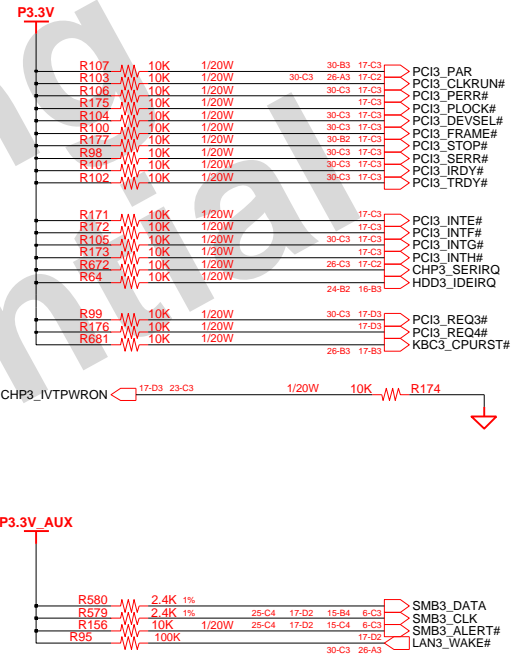 P3.3V
R107 10K 1/20W 30-B3 17-C3 PCI3_PAR
R103 10K 30-C3 26-A3 17-C2 PCI3_CLKRUN#
R106 10K 1/20W 30-C3 17-C3 PCI3_PERR#
R175 10K 1/20W 17-C3 PCI3_PLOCK#
R104 10K 1/20W 30-C3 17-C3 PCI3_DEVSEL#
R100 10K 1/20W 30-C3 17-C3 PCI3_FRAME#
R177 10K 1/20W 30-B2 17-C3 PCI3_STOP#
R98 10K 1/20W 30-C3 17-C3 PCI3_SERR#
R101 10K 1/20W 30-C3 17-C3 PCI3_IRDY#
R102 10K 1/20W 30-C3 17-C3 PCI3_TRDY#
R171 10K 1/20W 17-C3 PCI3_INTE#
R172 10K 1/20W 17-C3 PCI3_INTF#
R105 10K 1/20W 30-C3 17-C3 PCI3_INTG#
R173 10K 1/20W 17-C3 PCI3_INTH#
R672 10K 1/20W 26-C3 17-C2 CHP3_SERIRQ
R64 10K 1/20W 24-B2 16-B3 HDD3_IDEIRQ
R99 10K 1/20W 30-C3 17-D3 PCI3_REQ3#
R176 10K 1/20W 17-D3 PCI3_REQ4#
R681 10K 1/20W 26-B3 17-B3 KBC3_CPURST#
CHP3_IVTPWRON 17-D3 23-C3 1/20W 10K R174
P3.3V_AUX
R580 2.4K 1% SMB3_DATA
R579 2.4K 1% 25-C4 17-D2 15-B4 6-C3 SMB3_CLK
R156 10K 1/20W 25-C4 17-D2 15-C4 6-C3 SMB3_ALERT#
R95 100K 17-D2 30-C3 26-A3 LAN3_WAKE#